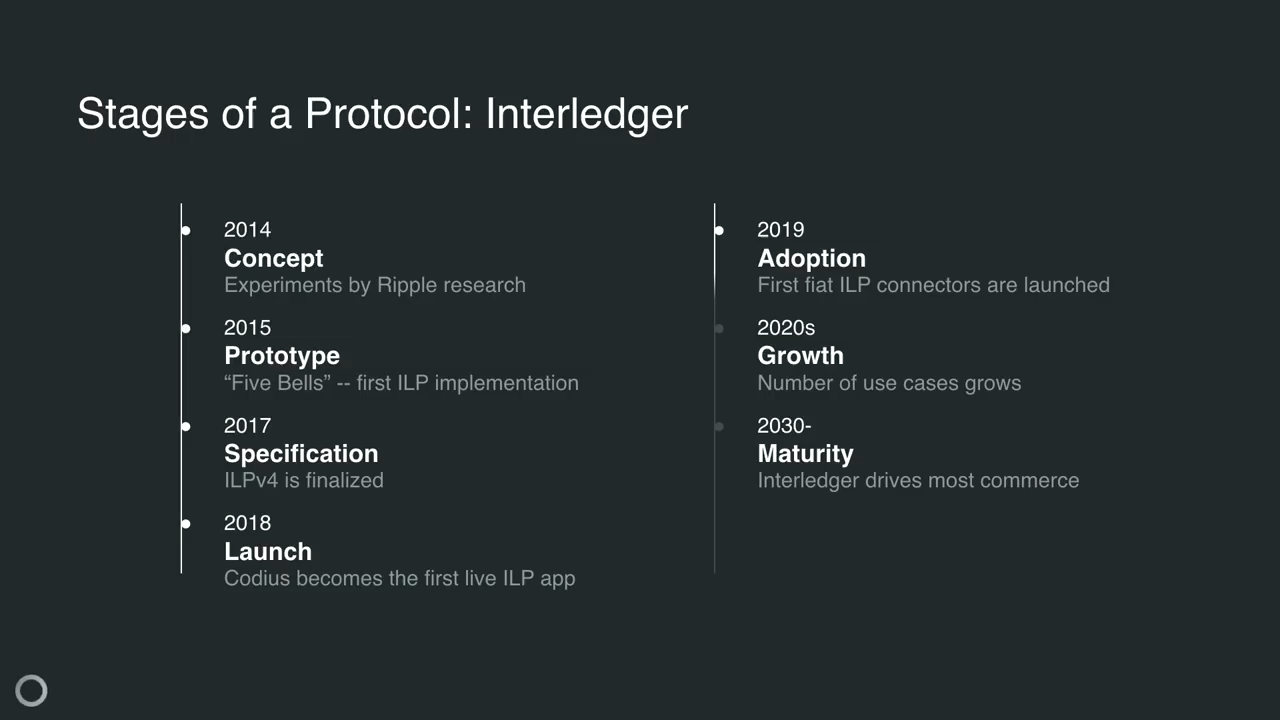 Stages of a Protocol: Interledger
2014
Concept
Experiments by Ripple research
2015
Prototype
“Five Bells” -- first ILP implementation
2017
Specification
ILPv4 is finalized
2018
Launch
Codius becomes the first live ILP app
2019
Adoption
First fiat ILP connectors are launched
2020s
Growth
Number of use cases grows
2030-
Maturity
Interledger drives most commerce